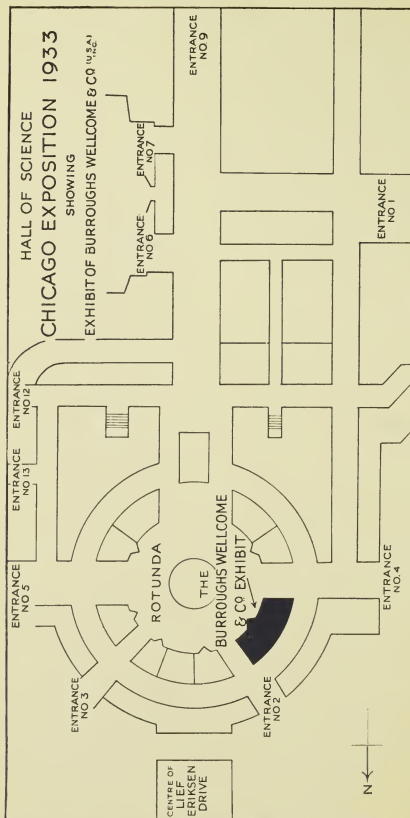 HALL OF SCIENCE
CHICAGO EXPOSITION 1933
SHOWING
EXHIBIT OF BURROUGHS WELLCOME & CO (U.S.A.) INC.
ENTRANCE
NO. 9
ENTRANCE
NO 7
ENTRANCE
NO 6
ENTRANCE
NO 1
ENTRANCE
NO 12
ENTRANCE
NO 13
ENTRANCE
NO 5
ROTUNDA
THE
BURROUGHS WELLCOME
& CO. EXHIBIT
ENTRANCE
NO. 4
ENTRANCE
NO 3
ENTRANCE
NO 2
CENTRE OF
LIEF
ERIKSEN
DRIVE
N